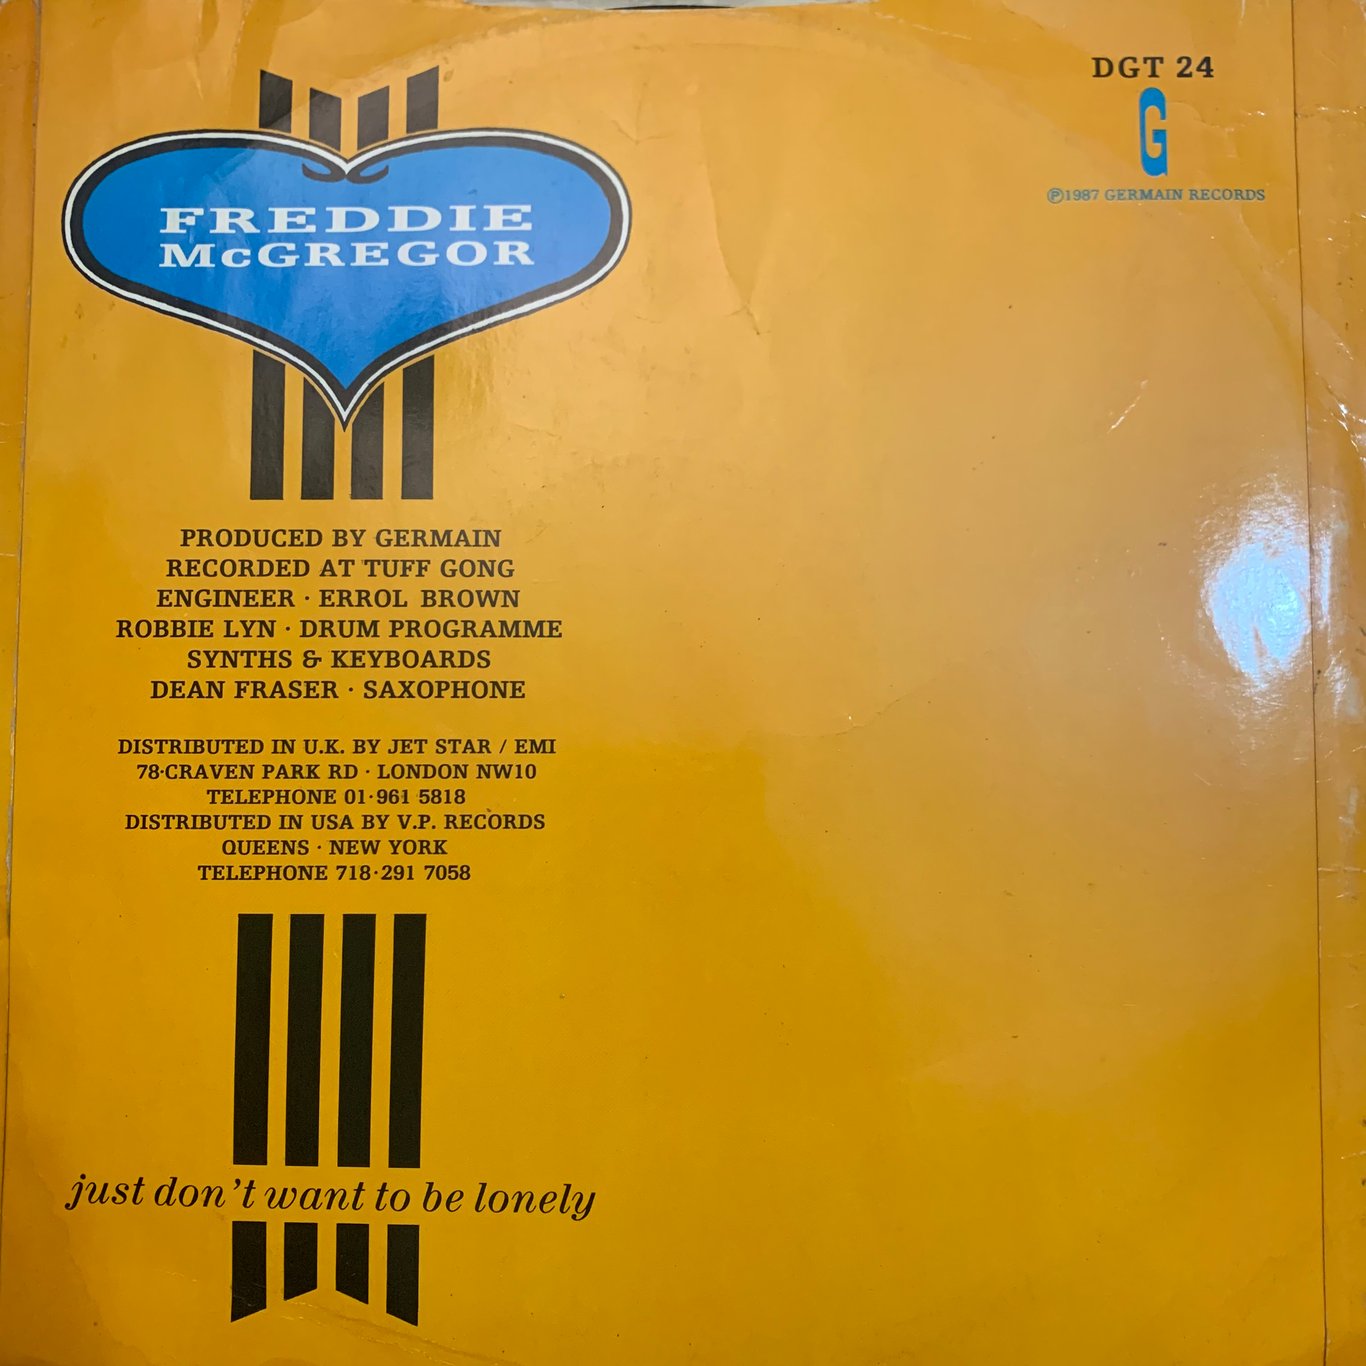 DGT 24
G
℗1987 GERMAIN RECORDS
FREDDIE
McGREGOR
PRODUCED BY GERMAIN
RECORDED AT TUFF GONG
ENGINEER · ERROL BROWN
ROBBIE LYN · DRUM PROGRAMME
SYNTHS & KEYBOARDS
DEAN FRASER · SAXOPHONE
DISTRIBUTED IN U.K. BY JET STAR / EMI
78·CRAVEN PARK RD · LONDON NW10
TELEPHONE 01·961 5818
DISTRIBUTED IN USA BY V.P. RECORDS
QUEENS · NEW YORK
TELEPHONE 718·291 7058
just don't want to be lonely